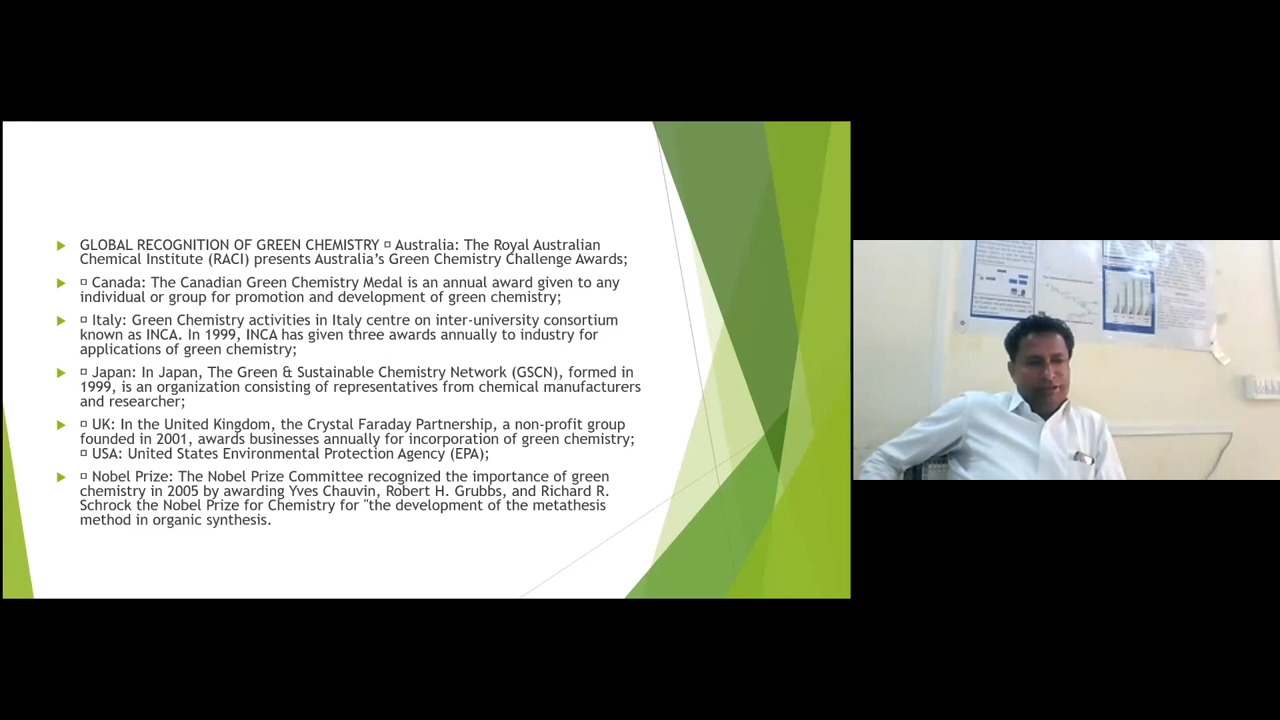 GLOBAL RECOGNITION OF GREEN CHEMISTRY □ Australia: The Royal Australian
Chemical Institute (RACI) presents Australia’s Green Chemistry Challenge Awards;
□ Canada: The Canadian Green Chemistry Medal is an annual award given to any
individual or group for promotion and development of green chemistry;
□ Italy: Green Chemistry activities in Italy centre on inter-university consortium
known as INCA. In 1999, INCA has given three awards annually to industry for
applications of green chemistry;
□ Japan: In Japan, The Green & Sustainable Chemistry Network (GSCN), formed in
1999, is an organization consisting of representatives from chemical manufacturers
and researcher;
□ UK: In the United Kingdom, the Crystal Faraday Partnership, a non-profit group
founded in 2001, awards businesses annually for incorporation of green chemistry;
□ USA: United States Environmental Protection Agency (EPA);
□ Nobel Prize: The Nobel Prize Committee recognized the importance of green
chemistry in 2005 by awarding Yves Chauvin, Robert H. Grubbs, and Richard R.
Schrock the Nobel Prize for Chemistry for "the development of the metathesis
method in organic synthesis.